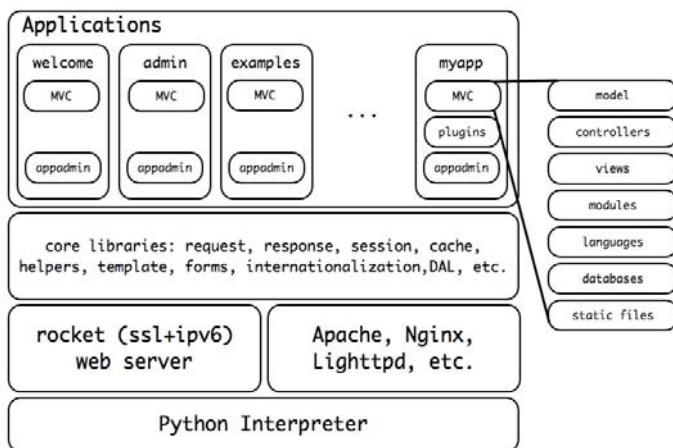 Applications
welcome
MVC
appadmin
admin
MVC
appadmin
examples
MVC
appadmin
...
myapp
MVC
plugins
appadmin
model
controllers
views
modules
languages
databases
static files
core libraries: request, response, session, cache,
helpers, template, forms, internationalization,DAL, etc.
rocket (ssl+ipv6)
web server
Apache, Nginx,
Lighttpd, etc.
Python Interpreter